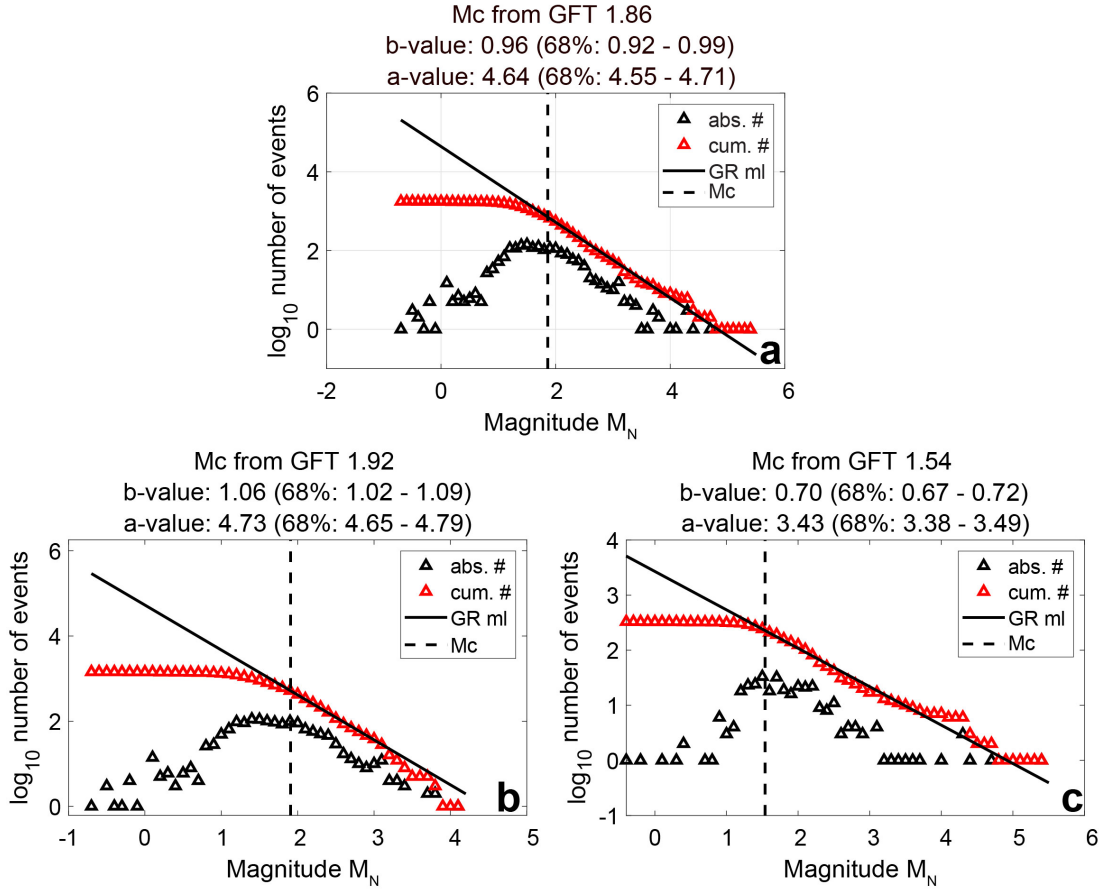 Mc from GFT 1.86
b-value: 0.96 (68%: 0.92 - 0.99)
a-value: 4.64 (68%: 4.55 - 4.71)
6
4
2
0
log10 number of events
abs. #
cum. #
GR ml
Mc
a
-2 0 2 4 6
Magnitude MN
Mc from GFT 1.92
b-value: 1.06 (68%: 1.02 - 1.09)
a-value: 4.73 (68%: 4.65 - 4.79)
6
4
2
0
log10 number of events
abs. #
cum. #
GR ml
Mc
b
-1 0 1 2 3 4 5
Magnitude MN
Mc from GFT 1.54
b-value: 0.70 (68%: 0.67 - 0.72)
a-value: 3.43 (68%: 3.38 - 3.49)
4
3
2
1
0
-1
log10 number of events
abs. #
cum. #
GR ml
Mc
c
0 1 2 3 4 5 6
Magnitude MN